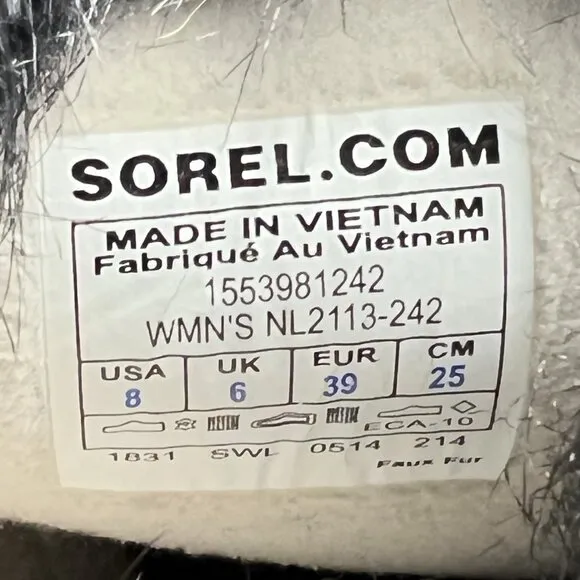 SOREL.COM
MADE IN VIETNAM
Fabriqué Au Vietnam
1553981242
WMN'S NL2113-242
USA UK EUR CM
8 6 39 25
ECA-10
1831 SWL 0514 214
Faux Fur